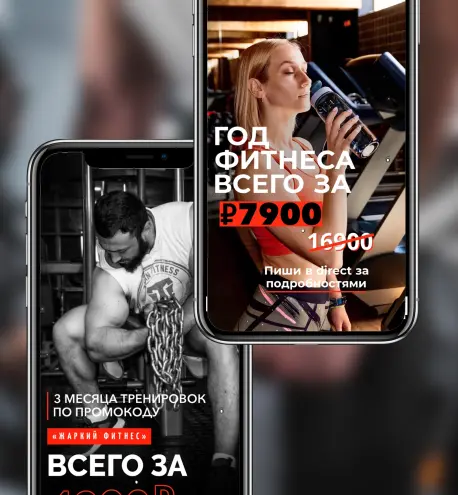 ГОД
ФИТНЕСА
ВСЕГО ЗА
₽7900
16900
Пиши в direct за
подробностями
FITNESS
3 МЕСЯЦА ТРЕНИРОВОК
ПО ПРОМОКОДУ
«ЖАРКИЙ ФИТНЕС»
ВСЕГО ЗА